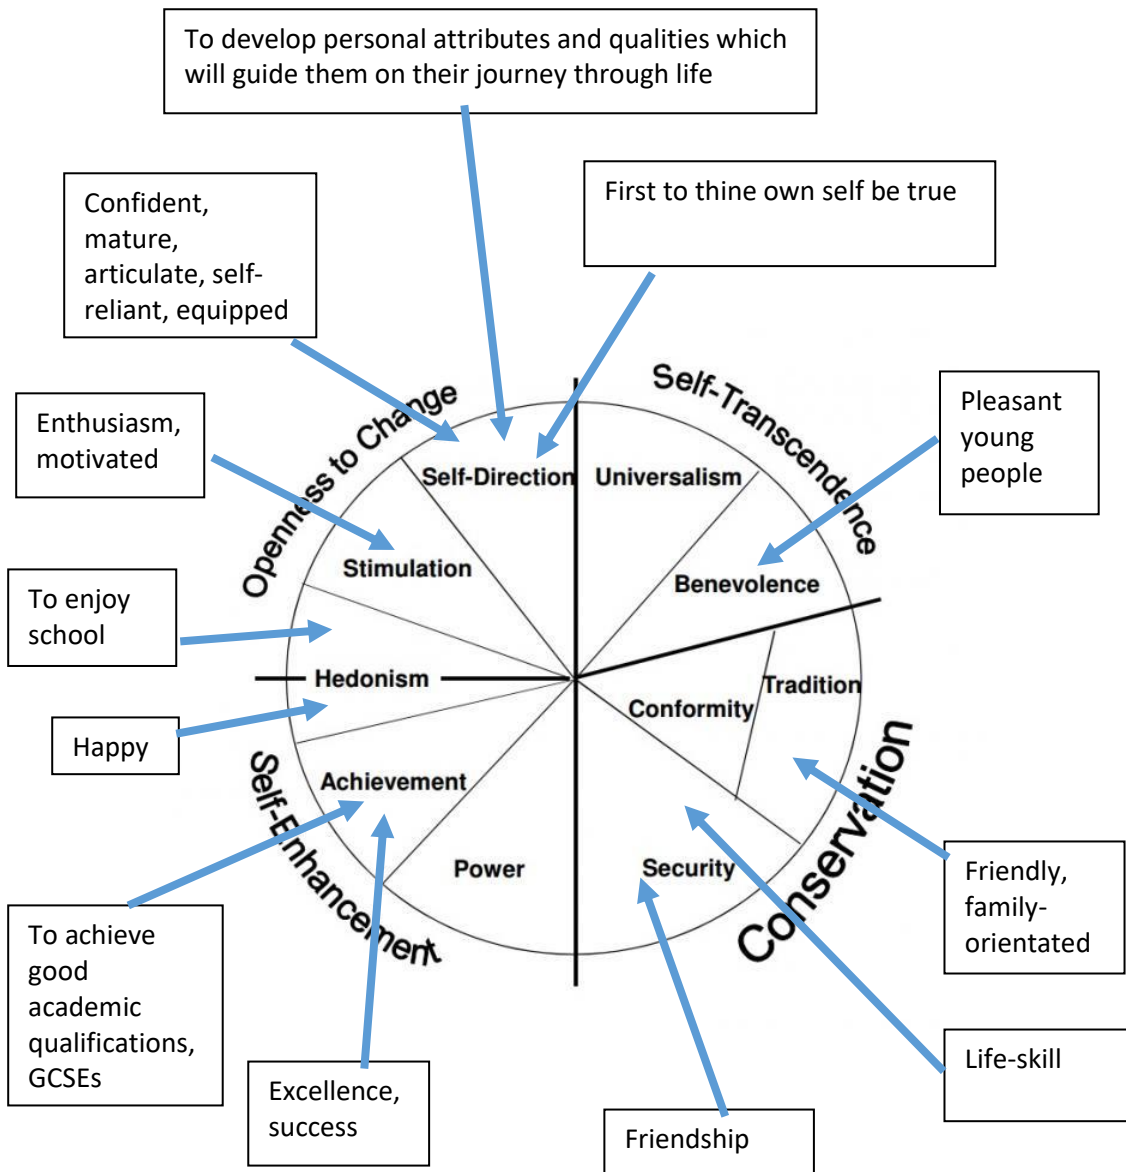 To develop personal attributes and qualities which
will guide them on their journey through life
Confident,
mature,
articulate, self-
reliant, equipped
First to thine own self be true
Enthusiasm,
motivated
Pleasant
young
people
Openness to Change
Self-Transcendence
Self-Direction
Universalism
Stimulation
Benevolence
To enjoy
school
Hedonism
Tradition
Conformity
Happy
Achievement
Self-Enhancement
Power
Security
Conservation
Friendly,
family-
orientated
To achieve
good
academic
qualifications,
GCSEs
Excellence,
success
Life-skill
Friendship